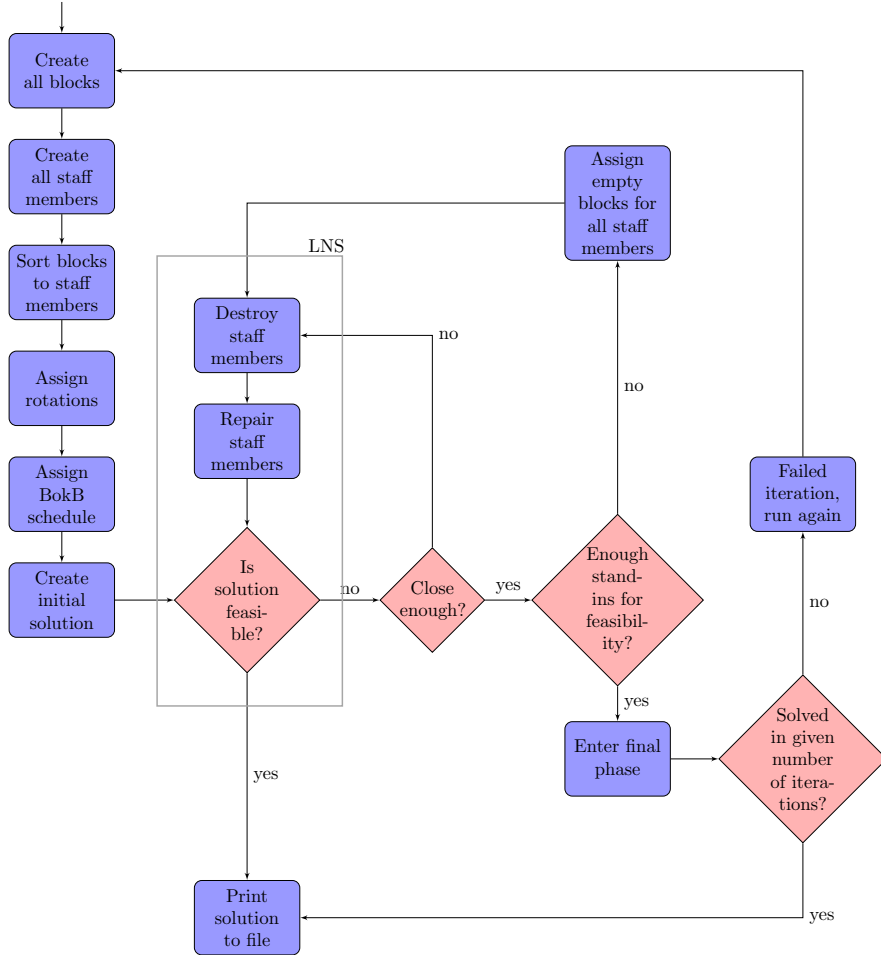 Create
all blocks
Create
all staff
members
Sort blocks
to staff
members
Assign
rotations
Assign
BokB
schedule
Create
initial
solution
LNS
Destroy
staff
members
Repair
staff
members
Is
solution
feas-
ible?
no
yes
Close
enough?
no
yes
Assign
empty
blocks for
all staff
members
no
Enough
stand-
ins for
feasibil-
ity?
yes
Enter final
phase
Failed
iteration,
run again
no
Solved
in given
number
of itera-
tions?
yes
Print
solution
to file